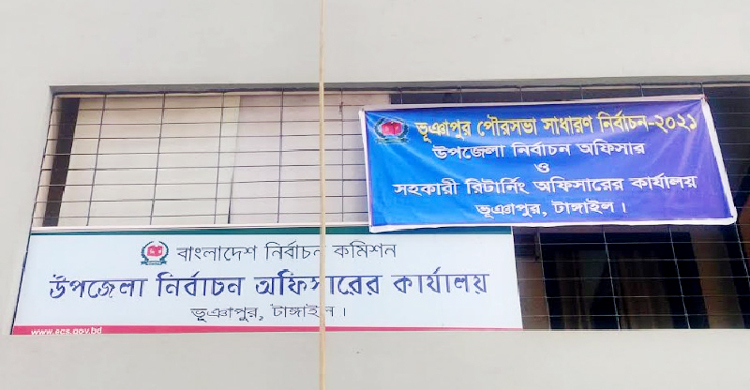 ভূঞাপুর পৌরসভা সাধারণ নির্বাচন-২০২১
উপজেলা নির্বাচন অফিসার
ও
সহকারী রিটার্নিং অফিসারের কার্যালয়
ভূঞাপুর, টাঙ্গাইল।
বাংলাদেশ নির্বাচন কমিশন
উপজেলা নির্বাচন অফিসারের কার্যালয়
ভূঞাপুর, টাঙ্গাইল।
www.ecs.gov.bd